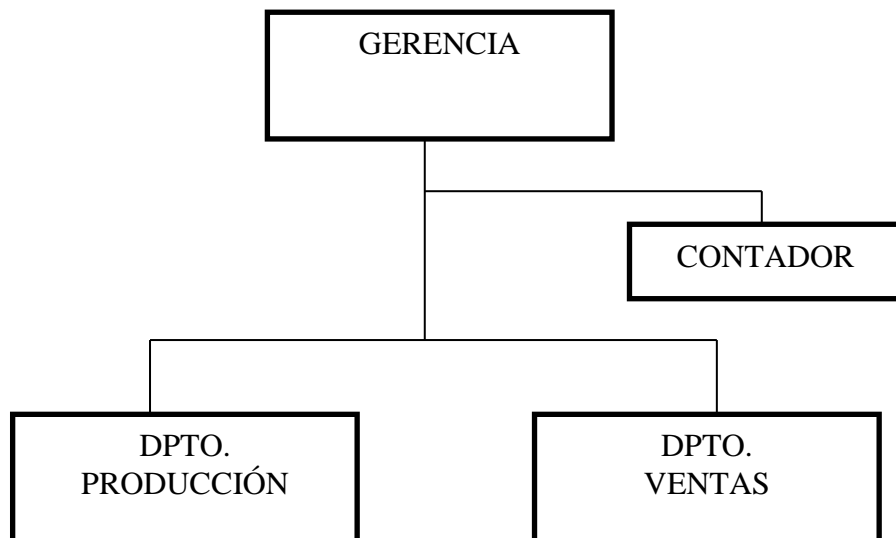 GERENCIA
CONTADOR
DPTO.
PRODUCCIÓN
DPTO.
VENTAS